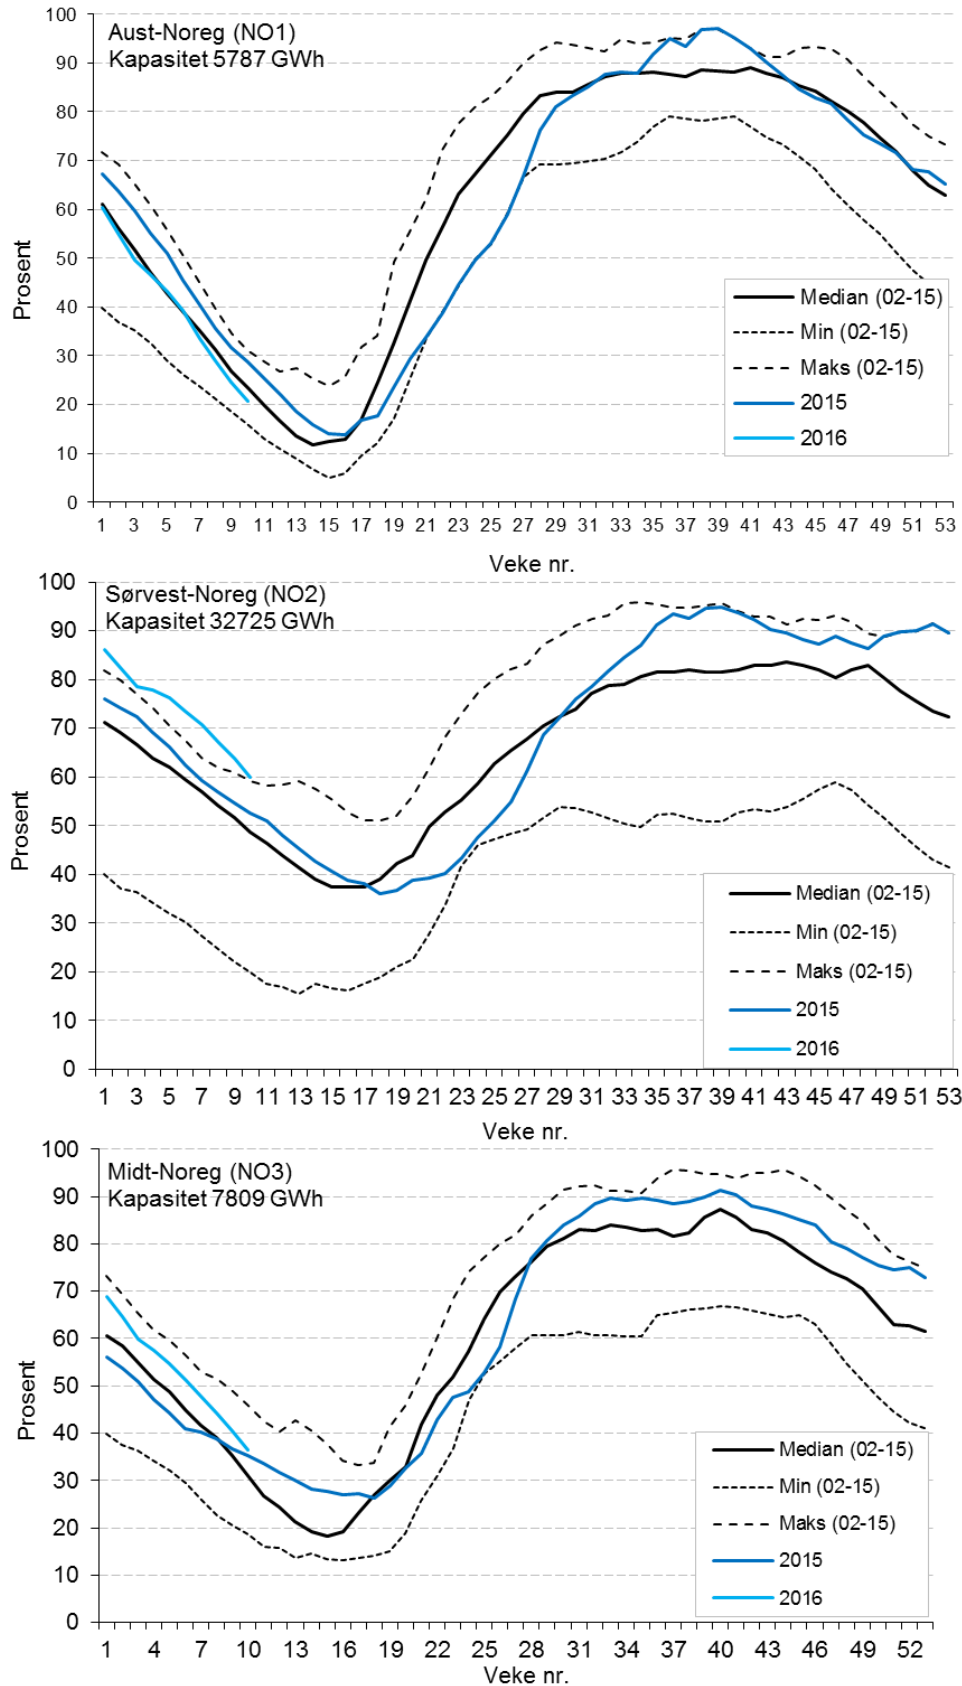 Aust-Noreg (NO1)
Kapasitet 5787 GWh
Prosent
100
90
80
70
60
50
40
30
20
10
0
Median (02-15)
Min (02-15)
Maks (02-15)
2015
2016
1 3 5 7 9 11 13 15 17 19 21 23 25 27 29 31 33 35 37 39 41 43 45 47 49 51 53
Veke nr.
Sørvest-Noreg (NO2)
Kapasitet 32725 GWh
Prosent
100
90
80
70
60
50
40
30
20
10
0
Median (02-15)
Min (02-15)
Maks (02-15)
2015
2016
1 3 5 7 9 11 13 15 17 19 21 23 25 27 29 31 33 35 37 39 41 43 45 47 49 51 53
Veke nr.
Midt-Noreg (NO3)
Kapasitet 7809 GWh
Prosent
100
90
80
70
60
50
40
30
20
10
0
Median (02-15)
Min (02-15)
Maks (02-15)
2015
2016
1 4 7 10 13 16 19 22 25 28 31 34 37 40 43 46 49 52
Veke nr.